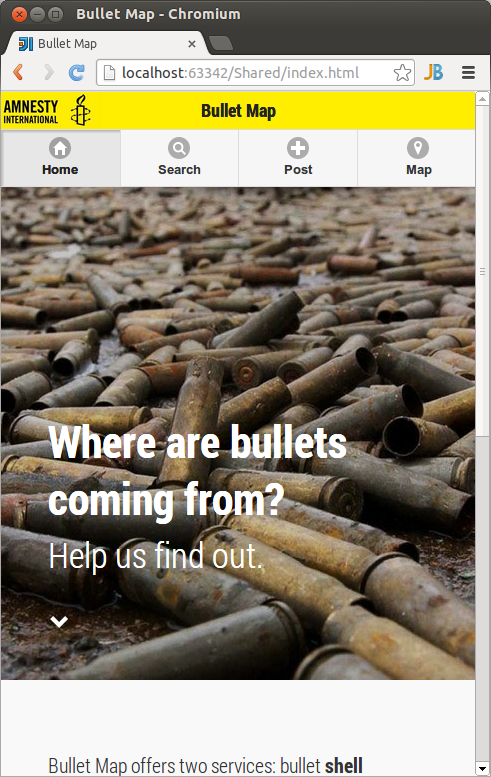 Bullet Map - Chromium
Bullet Map
localhost:63342/Shared/index.html
JB
AMNESTY
INTERNATIONAL
Bullet Map
Home
Search
Post
Map
Where are bullets
coming from?
Help us find out.
Bullet Map offers two services: bullet shell